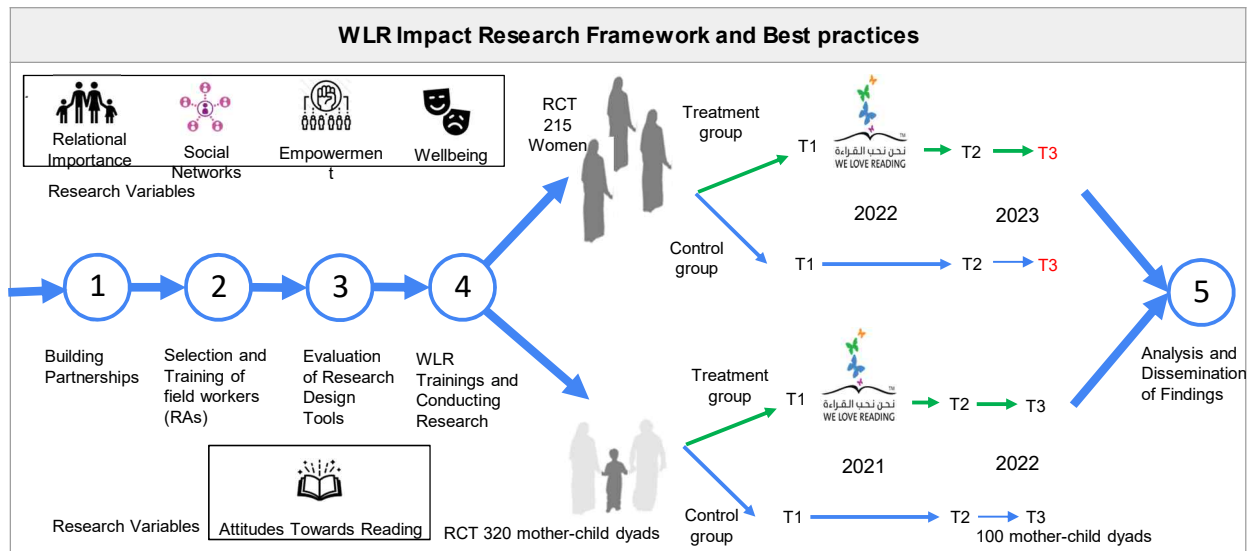 WLR Impact Research Framework and Best practices
Relational
Importance
Social
Networks
Empowermen
t
Wellbeing
Research Variables
RCT
215
Women
Treatment
group
T1
™
نحن نحب القراءة
WE LOVE READING
T2
T3
2022
2023
Control
group
T1
T2
T3
1
2
3
4
5
Building
Partnerships
Selection and
Training of
field workers
(RAs)
Evaluation
of Research
Design
Tools
WLR
Trainings and
Conducting
Research
Analysis and
Dissemination
of Findings
Treatment
group
T1
™
نحن نحب القراءة
WE LOVE READING
T2
T3
2021
2022
Control
group
T1
T2
T3
100 mother-child dyads
Research Variables
Attitudes Towards Reading
RCT 320 mother-child dyads